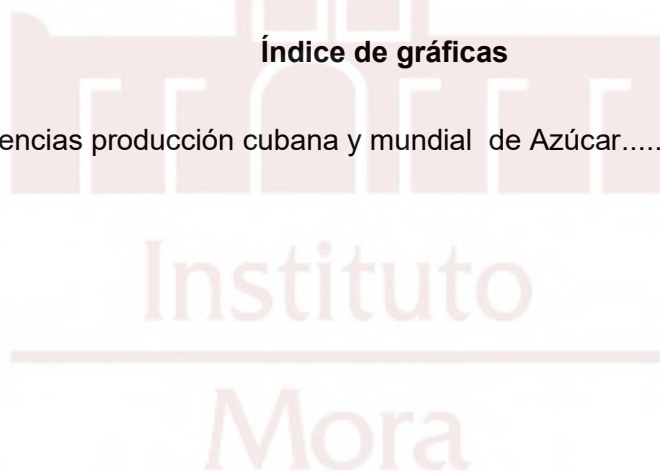 Índice de gráficas
encias producción cubana y mundial de Azúcar.....
Instituto
Mora